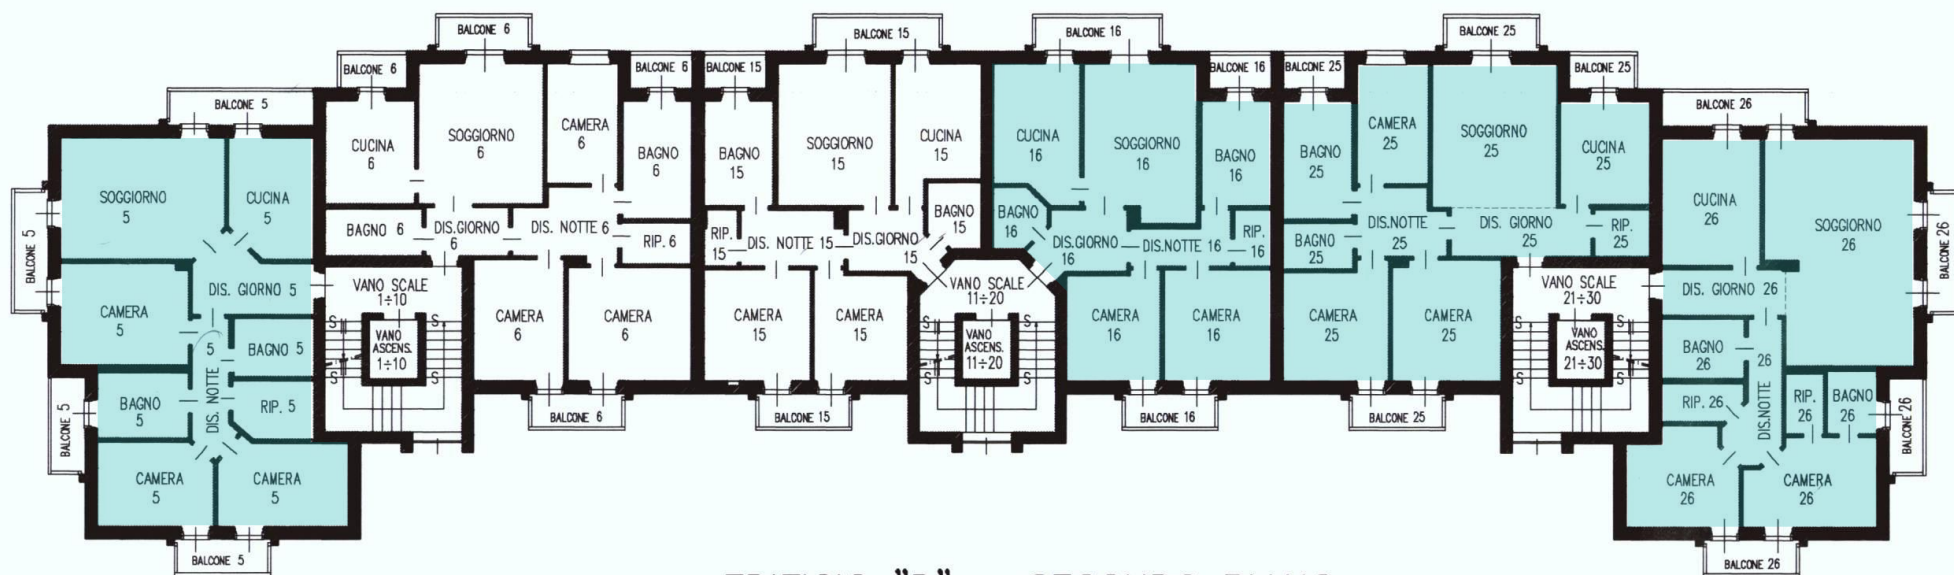 BALCONE 5
SOGGIORNO
5
CUCINA
5
BALCONE 5
CAMERA
5
DIS. GIORNO 5
5
DIS. NOTTE
BAGNO 5
BAGNO
5
RIP. 5
BALCONE 5
CAMERA
5
CAMERA
5
BALCONE 5
VANO SCALE
1÷10
VANO
ASCENS.
1÷10
S
S
S
S
BALCONE 6
BALCONE 6
BALCONE 6
CUCINA
6
SOGGIORNO
6
CAMERA
6
BAGNO
6
BAGNO 6
DIS.GIORNO
6
DIS. NOTTE 6
RIP. 6
CAMERA
6
CAMERA
6
BALCONE 6
BALCONE 15
BALCONE 15
BAGNO
15
SOGGIORNO
15
CUCINA
15
BAGNO
15
RIP.
15
DIS. NOTTE 15
DIS.GIORNO
15
CAMERA
15
CAMERA
15
BALCONE 15
VANO SCALE
11÷20
VANO
ASCENS.
11÷20
S
S
S
S
BALCONE 16
BALCONE 16
CUCINA
16
SOGGIORNO
16
BAGNO
16
BAGNO
16
DIS.GIORNO
16
DIS.NOTTE 16
RIP.
16
CAMERA
16
CAMERA
16
BALCONE 16
BALCONE 25
BALCONE 25
BALCONE 25
BAGNO
25
CAMERA
25
SOGGIORNO
25
CUCINA
25
BAGNO
25
DIS.NOTTE
25
DIS. GIORNO
25
RIP.
25
CAMERA
25
CAMERA
25
BALCONE 25
VANO SCALE
21÷30
VANO
ASCENS.
21÷30
S
S
S
S
BALCONE 26
CUCINA
26
SOGGIORNO
26
BALCONE 26
DIS. GIORNO 26
BAGNO
26
26
DIS.NOTTE
RIP. 26
RIP.
26
BAGNO
26
BALCONE 26
CAMERA
26
CAMERA
26
BALCONE 26